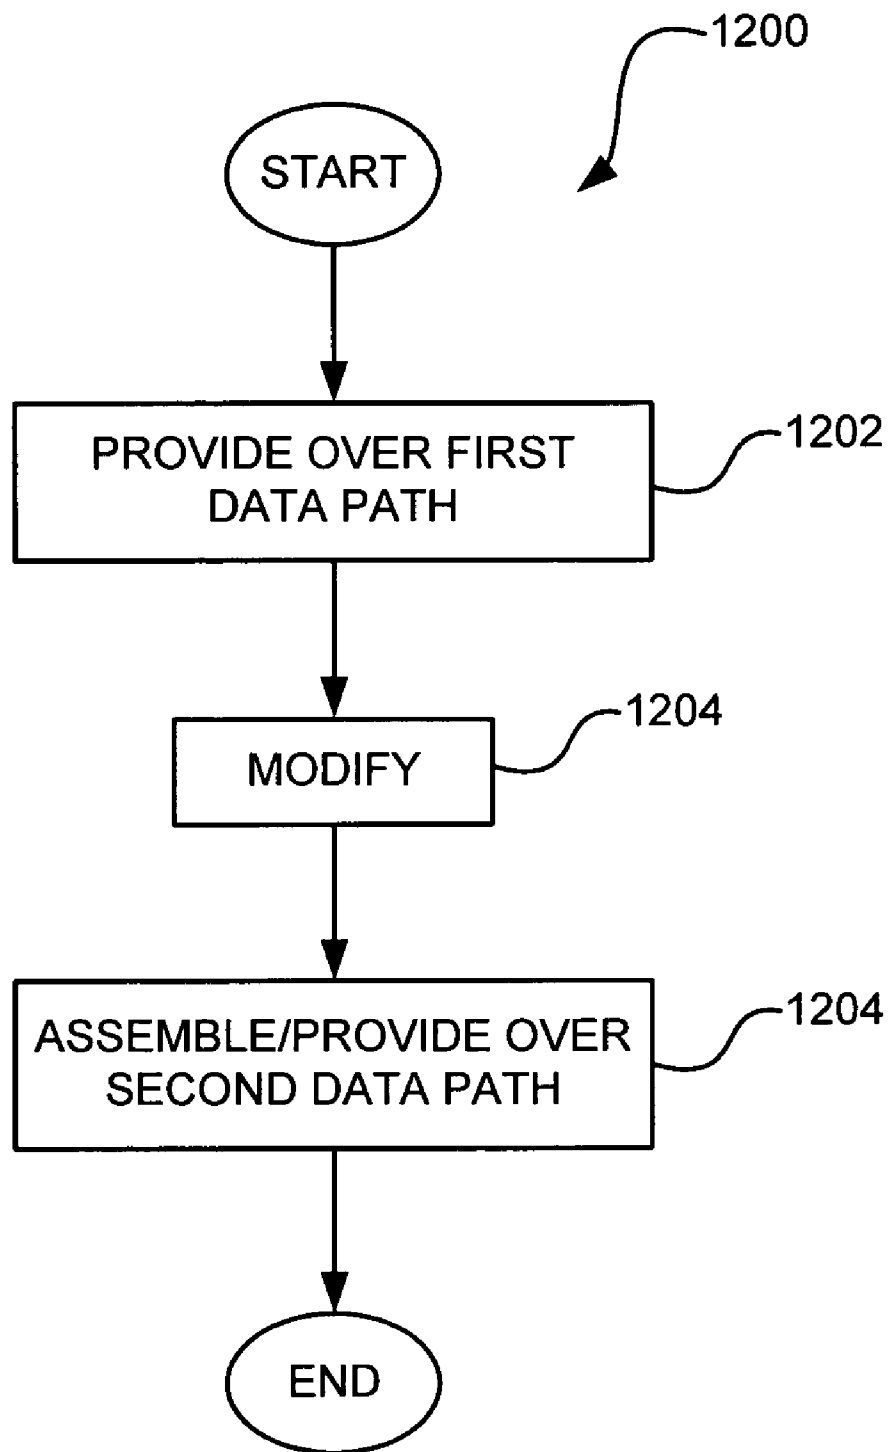 1200
START
PROVIDE OVER FIRST
DATA PATH
1202
MODIFY
1204
ASSEMBLE/PROVIDE OVER
SECOND DATA PATH
1204
END